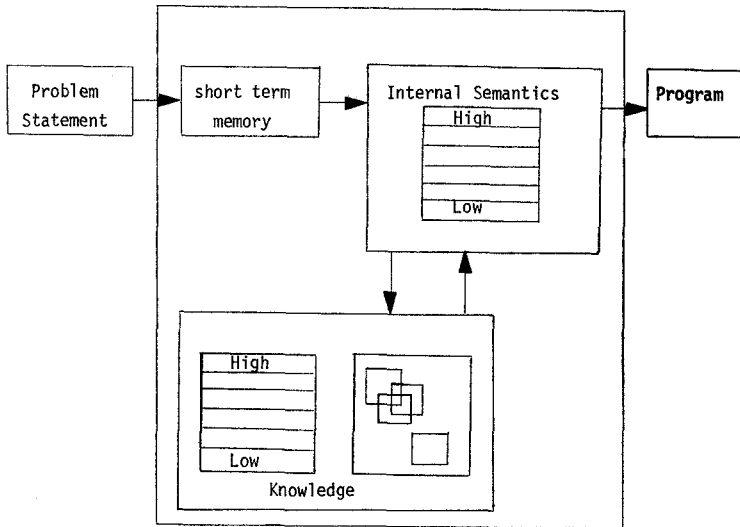 Problem
Statement
short term
memory
Internal Semantics
High
Low
Program
High
Low
Knowledge